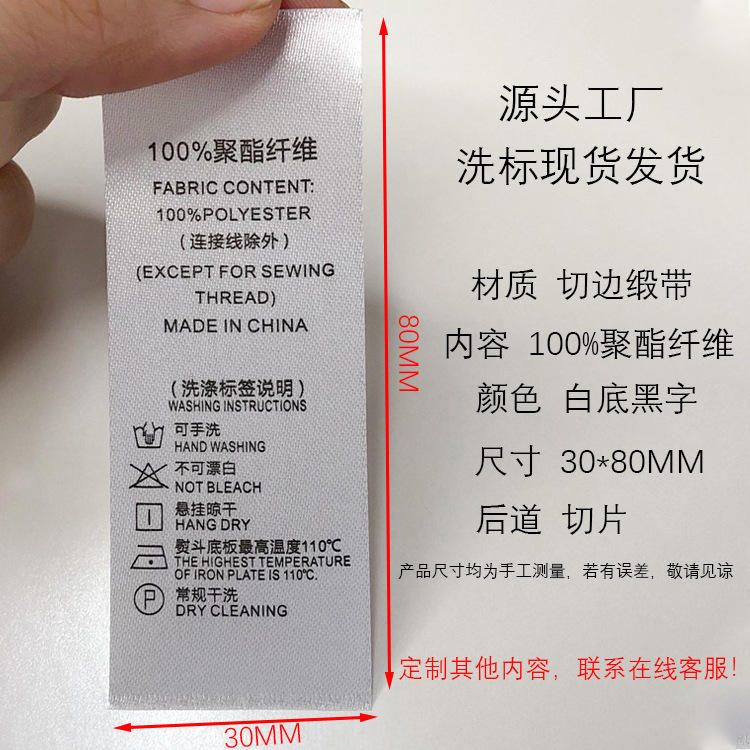 100%聚酯纤维
FABRIC CONTENT:
100%POLYESTER
(连接线除外)
(EXCEPT FOR SEWING
THREAD)
MADE IN CHINA
(洗涤标签说明)
WASHING INSTRUCTIONS
可手洗
HAND WASHING
不可漂白
NOT BLEACH
悬挂晾干
HANG DRY
熨斗底板最高温度110℃
THE HIGHEST TEMPERATURE
OF IRON PLATE IS 110℃.
P
常规干洗
DRY CLEANING
80MM
30MM
源头工厂
洗标现货发货
材质 切边缎带
内容 100%聚酯纤维
颜色 白底黑字
尺寸 30*80MM
后道 切片
产品尺寸均为手工测量，若有误差，敬请见谅
定制其他内容，联系在线客服!